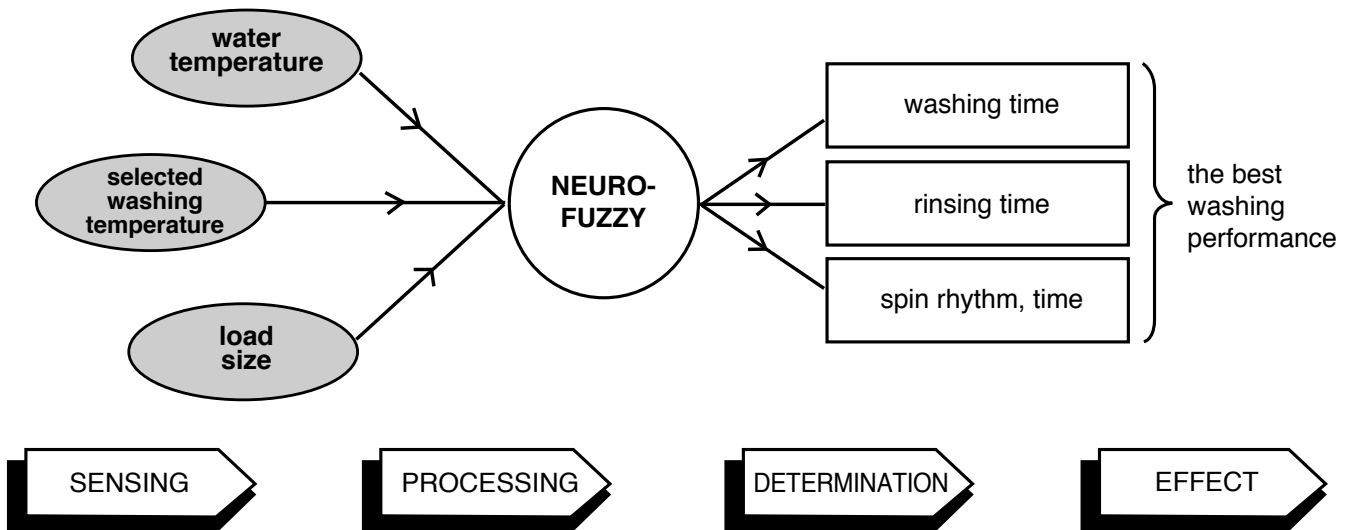 water
temperature
selected
washing
temperature
load
size
NEURO-
FUZZY
washing time
rinsing time
spin rhythm, time
the best
washing
performance
SENSING
PROCESSING
DETERMINATION
EFFECT